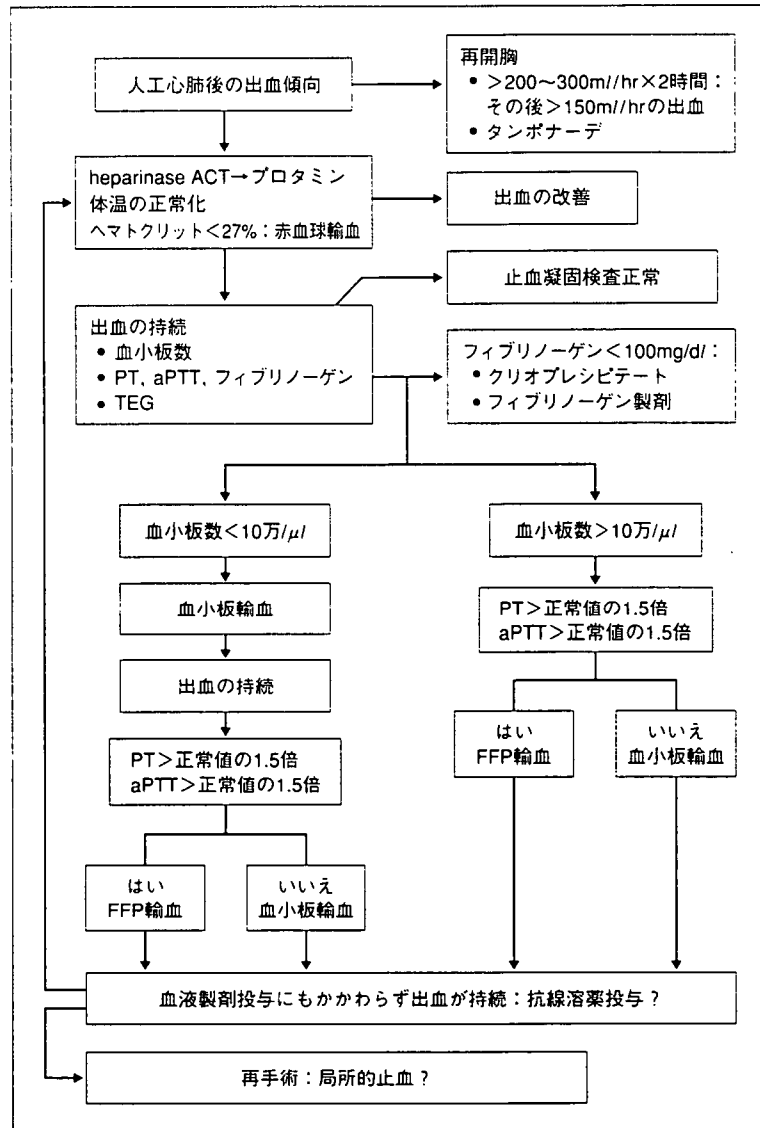 人工心肺後の出血傾向
再開胸
• >200～300ml/hr×2時間：
その後>150ml/hrの出血
• タンポナーデ
heparinase ACT→プロタミン
体温の正常化
ヘマトクリット<27%：赤血球輸血
出血の改善
止血凝固検査正常
出血の持続
• 血小板数
• PT, aPTT, フィブリノーゲン
• TEG
フィブリノーゲン<100mg/dl：
• クリオプレシピテート
• フィブリノーゲン製剤
血小板数<10万/μl
血小板輸血
出血の持続
PT>正常値の1.5倍
aPTT>正常値の1.5倍
はい
FFP輸血
いいえ
血小板輸血
血小板数>10万/μl
PT>正常値の1.5倍
aPTT>正常値の1.5倍
はい
FFP輸血
いいえ
血小板輸血
血液製剤投与にもかかわらず出血が持続：抗線溶薬投与？
再手術：局所的止血？